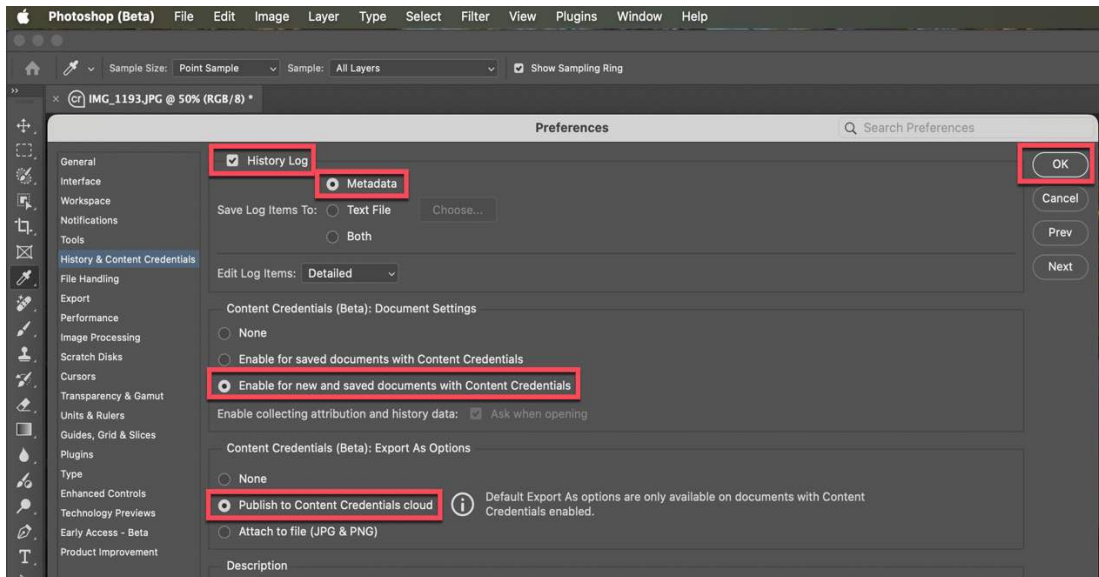 Photoshop (Beta) File Edit Image Layer Type Select Filter View Plugins Window Help
Sample Size: Point Sample Sample: All Layers Show Sampling Ring
× Cr IMG_1193.JPG @ 50% (RGB/8) *
Preferences Search Preferences
General
Interface
Workspace
Notifications
Tools
History & Content Credentials
File Handling
Export
Performance
Image Processing
Scratch Disks
Cursors
Transparency & Gamut
Units & Rulers
Guides, Grid & Slices
Plugins
Type
Enhanced Controls
Technology Previews
Early Access - Beta
Product Improvement
History Log
Metadata
Save Log Items To: Text File Choose...
Both
Edit Log Items: Detailed
Content Credentials (Beta): Document Settings
None
Enable for saved documents with Content Credentials
Enable for new and saved documents with Content Credentials
Enable collecting attribution and history data: Ask when opening
Content Credentials (Beta): Export As Options
None
Publish to Content Credentials cloud
Default Export As options are only available on documents with Content
Credentials enabled.
Attach to file (JPG & PNG)
Description
OK
Cancel
Prev
Next